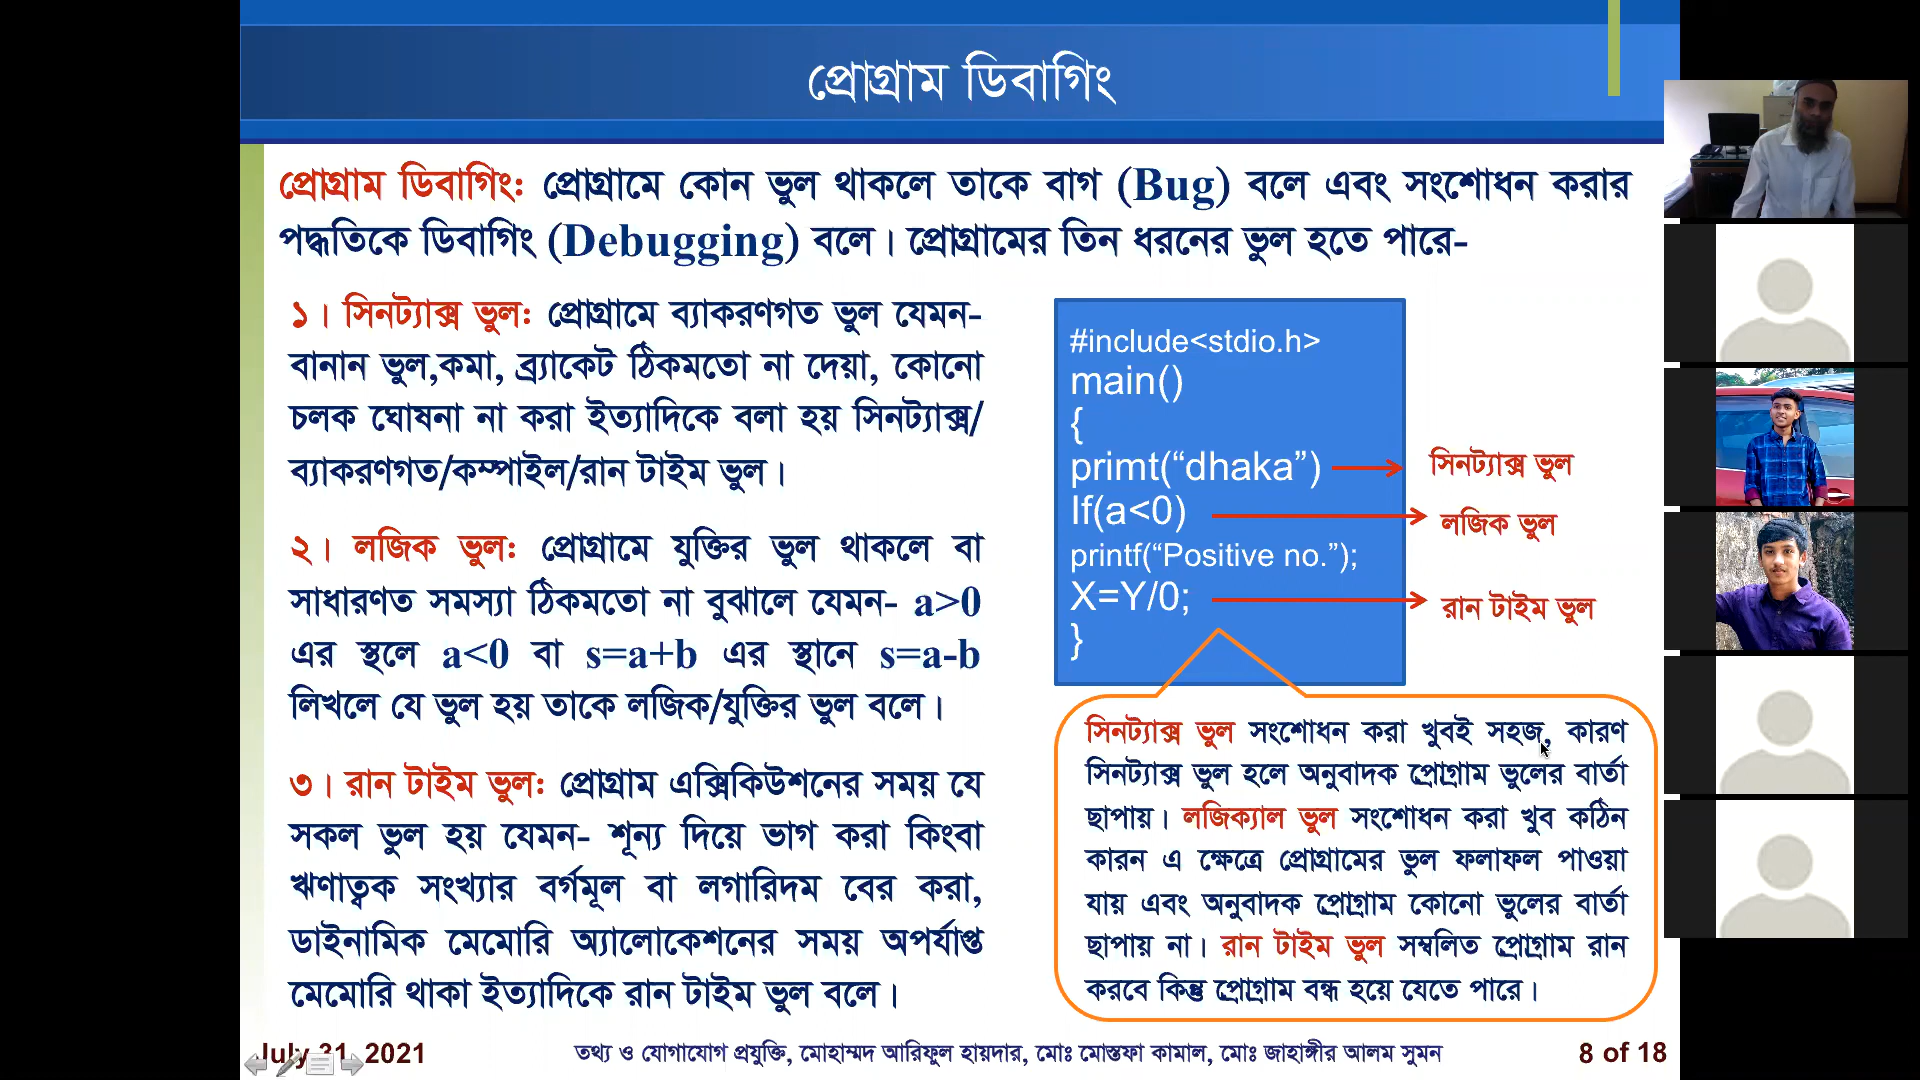 প্রোগ্রাম ডিবাগিং
প্রোগ্রাম ডিবাগিং: প্রোগ্রামে কোন ভুল থাকলে তাকে বাগ (Bug) বলে এবং সংশোধন করার
পদ্ধতিকে ডিবাগিং (Debugging) বলে। প্রোগ্রামের তিন ধরনের ভুল হতে পারে-
১। সিনট্যাক্স ভুল: প্রোগ্রামে ব্যাকরণগত ভুল যেমন-
বানান ভুল,কমা, ব্র্যাকেট ঠিকমতো না দেয়া, কোনো
চলক ঘোষনা না করা ইত্যাদিকে বলা হয় সিনট্যাক্স/
ব্যাকরণগত/কম্পাইল/রান টাইম ভুল।
২। লজিক ভুল: প্রোগ্রামে যুক্তির ভুল থাকলে বা
সাধারণত সমস্যা ঠিকমতো না বুঝালে যেমন- a>0
এর স্থলে a<0 বা s=a+b এর স্থানে s=a-b
লিখলে যে ভুল হয় তাকে লজিক/যুক্তির ভুল বলে।
৩। রান টাইম ভুল: প্রোগ্রাম এক্সিকিউশনের সময় যে
সকল ভুল হয় যেমন- শূন্য দিয়ে ভাগ করা কিংবা
ঋণাত্বক সংখ্যার বর্গমূল বা লগারিদম বের করা,
ডাইনামিক মেমোরি অ্যালোকেশনের সময় অপর্যাপ্ত
মেমোরি থাকা ইত্যাদিকে রান টাইম ভুল বলে।
#include<stdio.h>
main()
{
primt(“dhaka”)
সিনট্যাক্স ভুল
If(a<0)
লজিক ভুল
printf(“Positive no.”);
X=Y/0;
রান টাইম ভুল
}
সিনট্যাক্স ভুল সংশোধন করা খুবই সহজ, কারণ
সিনট্যাক্স ভুল হলে অনুবাদক প্রোগ্রাম ভুলের বার্তা
ছাপায়। লজিক্যাল ভুল সংশোধন করা খুব কঠিন
কারন এ ক্ষেত্রে প্রোগ্রামের ভুল ফলাফল পাওয়া
যায় এবং অনুবাদক প্রোগ্রাম কোনো ভুলের বার্তা
ছাপায় না। রান টাইম ভুল সম্বলিত প্রোগ্রাম রান
করবে কিন্তু প্রোগ্রাম বন্ধ হয়ে যেতে পারে।
July 31, 2021
তথ্য ও যোগাযোগ প্রযুক্তি, মোহাম্মদ আরিফুল হায়দার, মোঃ মোস্তফা কামাল, মোঃ জাহাঙ্গীর আলম সুমন
8 of 18